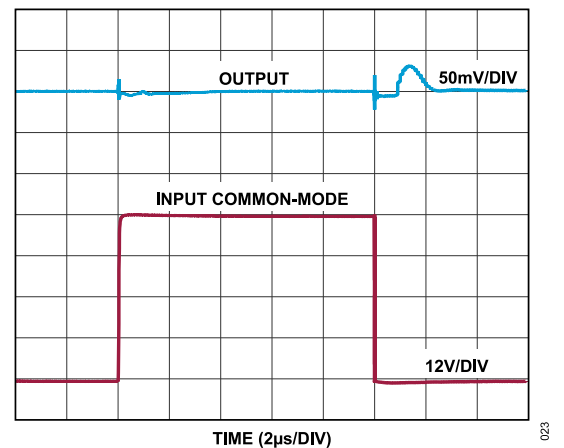 OUTPUT
50mV/DIV
INPUT COMMON-MODE
12V/DIV
TIME (2µs/DIV)
023